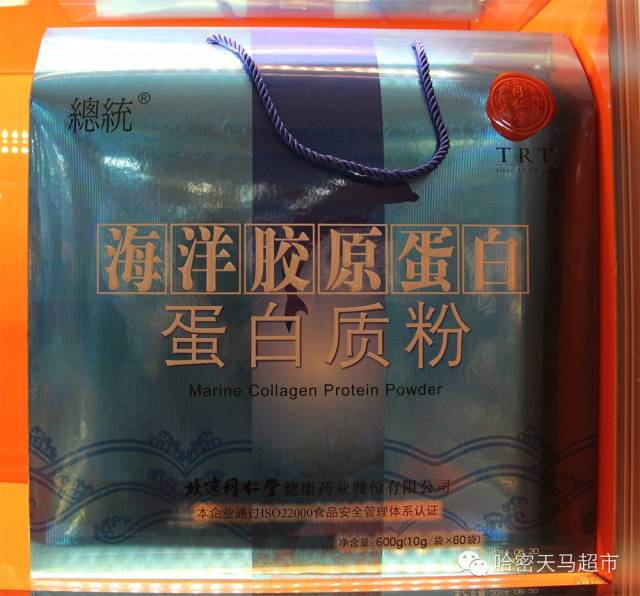 總統®
同仁堂
TRT
海洋胶原蛋白
蛋白质粉
Marine Collagen Protein Powder
北京同仁堂健康药业股份有限公司
本企业通过ISO22000食品安全管理体系认证
净含量: 600g(10g/袋×60袋)
哈密天马超市